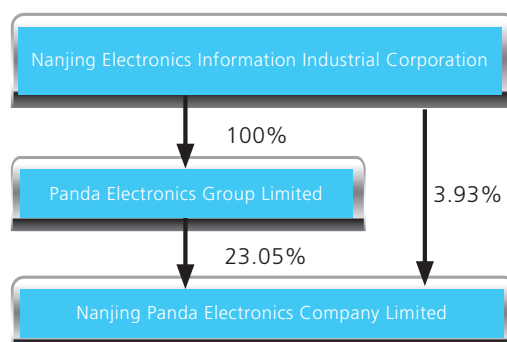 Nanjing Electronics Information Industrial Corporation
100%
Panda Electronics Group Limited
3.93%
23.05%
Nanjing Panda Electronics Company Limited